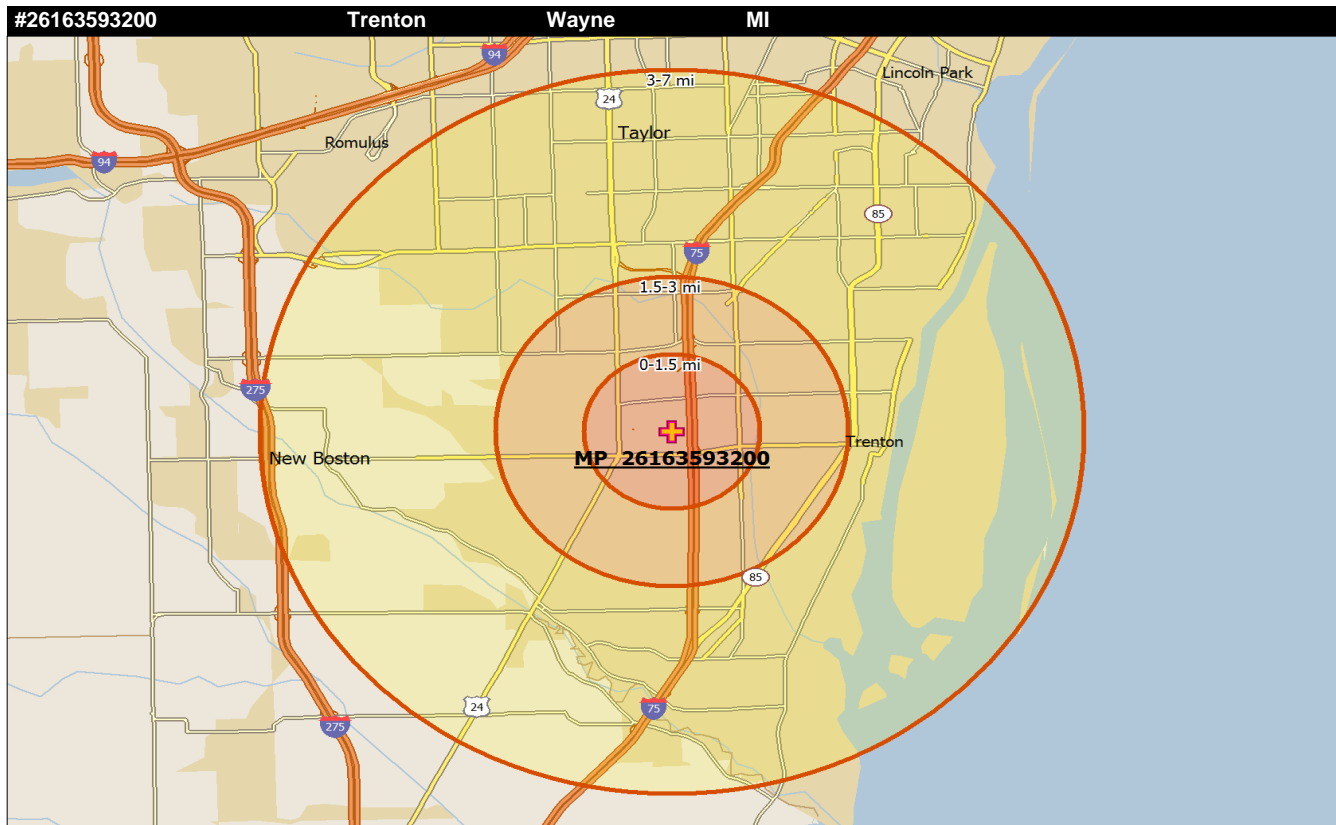 #26163593200 Trenton Wayne MI
94
Lincoln Park
3-7 mi
24
Taylor
Romulus
94
85
75
1.5-3 mi
0-1.5 mi
275
Trenton
New Boston
MP 26163593200
85
24
75
275